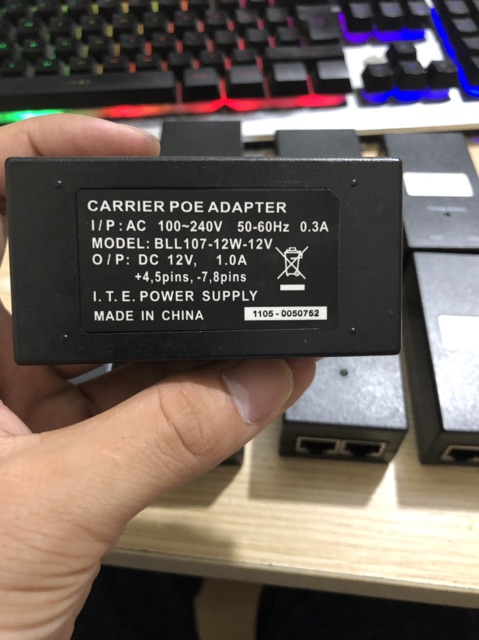 CARRIER POE ADAPTER
I/P: AC 100~240V 50-60Hz 0.3A
MODEL: BLL107-12W-12V
O/P: DC 12V, 1.0A
+4,5pins, -7,8pins
I.T.E. POWER SUPPLY
MADE IN CHINA
1105 - 0050752